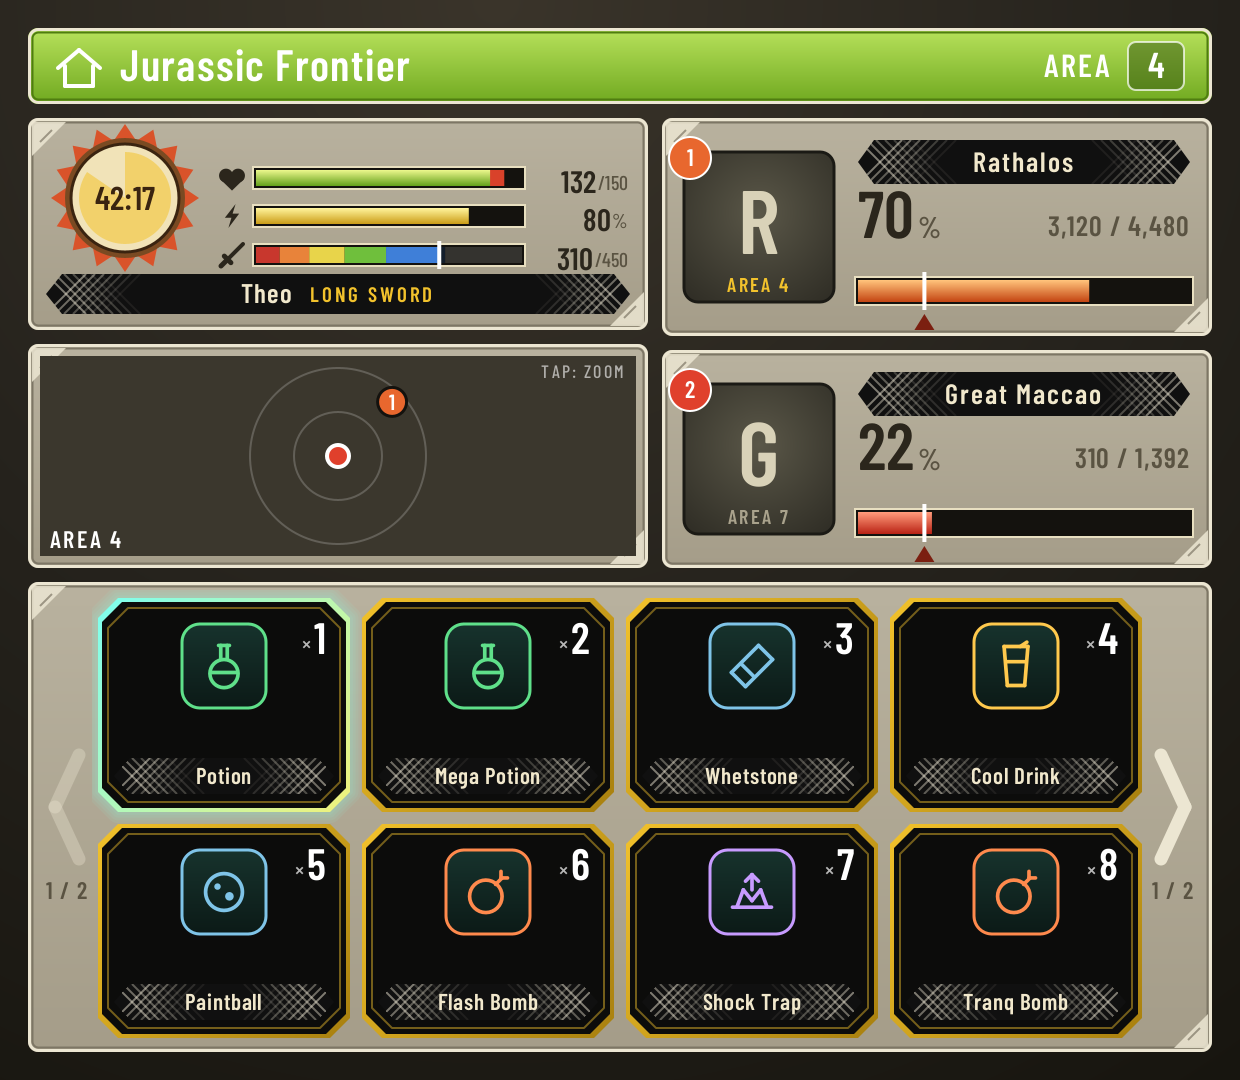 Jurassic Frontier
AREA 4
42:17
132/150
80%
310/450
Theo LONG SWORD
1
R
AREA 4
Rathalos
70%
3,120 / 4,480
TAP: ZOOM
1
AREA 4
2
G
AREA 7
Great Maccao
22%
310 / 1,392
×1
Potion
×2
Mega Potion
×3
Whetstone
×4
Cool Drink
1 / 2
×5
Paintball
×6
Flash Bomb
×7
Shock Trap
×8
Tranq Bomb
1 / 2